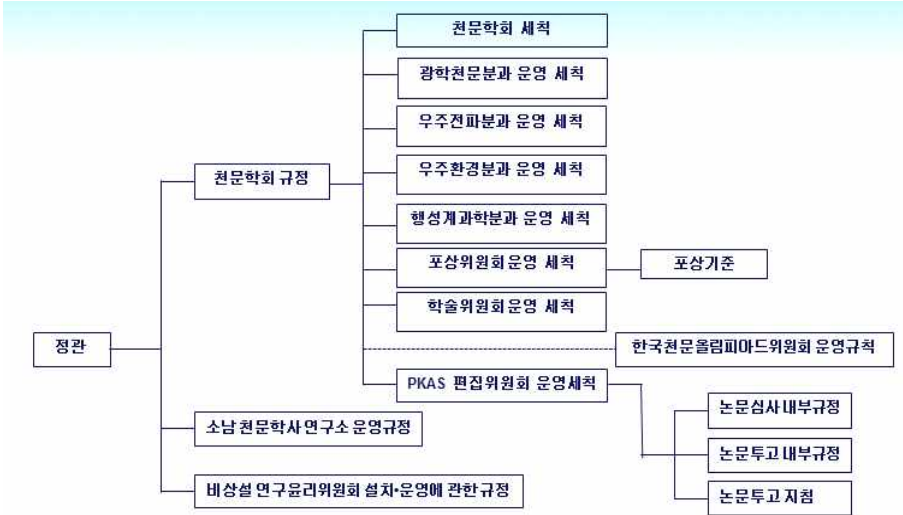 천문학회 세칙
광학천문분과 운영 세칙
우주전파분과 운영 세칙
우주환경분과 운영 세칙
천문학회 규정
행성계과학분과 운영 세칙
포상위원회 운영 세칙
포상기준
학술위원회 운영 세칙
정관
한국천문올림피아드위원회 운영규칙
PKAS 편집위원회 운영세칙
논문심사 내부규정
소남 천문학사 연구소 운영규정
논문투고 내부규정
비상설 연구윤리위원회 설치•운영에 관한 규정
논문투고 지침